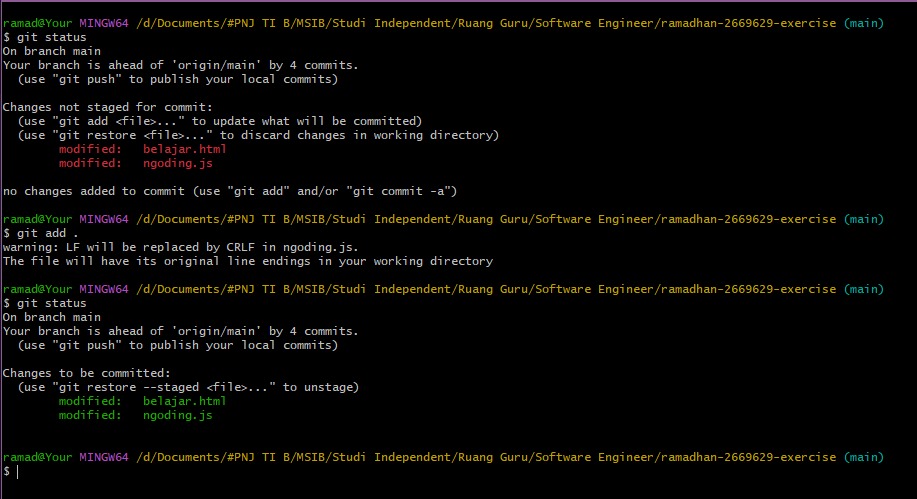 ramad@Your MINGW64 /d/Documents/#PNJ TI B/MSIB/Studi Independent/Ruang Guru/Software Engineer/ramadhan-2669629-exercise (main)
$ git status
On branch main
Your branch is ahead of 'origin/main' by 4 commits.
  (use "git push" to publish your local commits)

Changes not staged for commit:
  (use "git add <file>..." to update what will be committed)
  (use "git restore <file>..." to discard changes in working directory)
        modified:   belajar.html
        modified:   ngoding.js

no changes added to commit (use "git add" and/or "git commit -a")

ramad@Your MINGW64 /d/Documents/#PNJ TI B/MSIB/Studi Independent/Ruang Guru/Software Engineer/ramadhan-2669629-exercise (main)
$ git add .
warning: LF will be replaced by CRLF in ngoding.js.
The file will have its original line endings in your working directory

ramad@Your MINGW64 /d/Documents/#PNJ TI B/MSIB/Studi Independent/Ruang Guru/Software Engineer/ramadhan-2669629-exercise (main)
$ git status
On branch main
Your branch is ahead of 'origin/main' by 4 commits.
  (use "git push" to publish your local commits)

Changes to be committed:
  (use "git restore --staged <file>..." to unstage)
        modified:   belajar.html
        modified:   ngoding.js

ramad@Your MINGW64 /d/Documents/#PNJ TI B/MSIB/Studi Independent/Ruang Guru/Software Engineer/ramadhan-2669629-exercise (main)
$